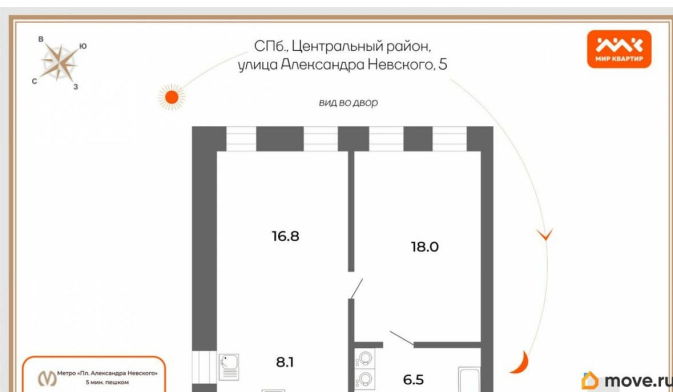 В
Ю
С
З
СПб., Центральный район,
улица Александра Невского, 5
МИР КВАРТИР
вид во двор
16.8
18.0
8.1
6.5
Метро «Пл. Александра Невского»
5 мин. пешком
move.ru